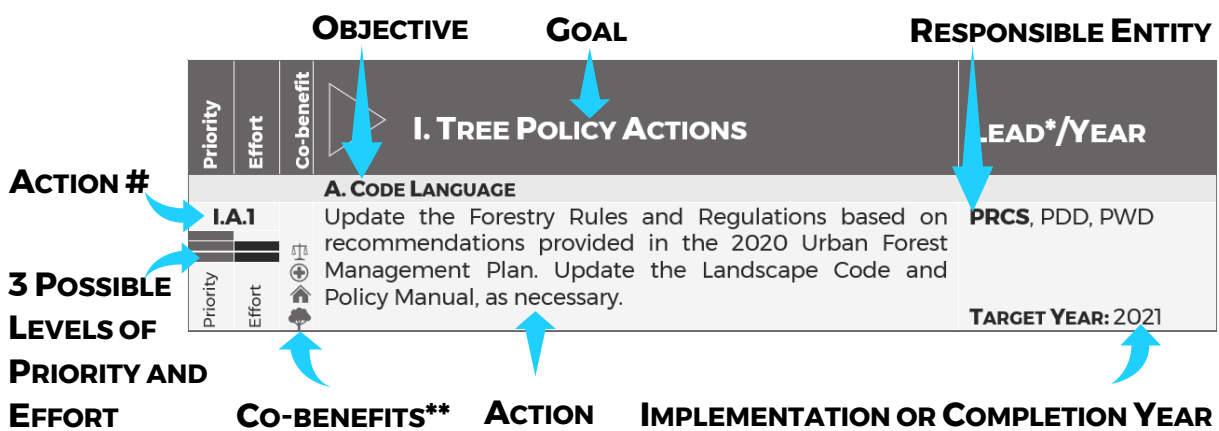 OBJECTIVE GOAL RESPONSIBLE ENTITY
Priority
Effort
Co-benefit
I. TREE POLICY ACTIONS
LEAD*/YEAR
ACTION #
A. CODE LANGUAGE
I.A.1
Update the Forestry Rules and Regulations based on
recommendations provided in the 2020 Urban Forest
Management Plan. Update the Landscape Code and
Policy Manual, as necessary.
PRCS, PDD, PWD
TARGET YEAR: 2021
Priority
Effort
3 POSSIBLE
LEVELS OF
PRIORITY AND
EFFORT
CO-BENEFITS**
ACTION
IMPLEMENTATION OR COMPLETION YEAR